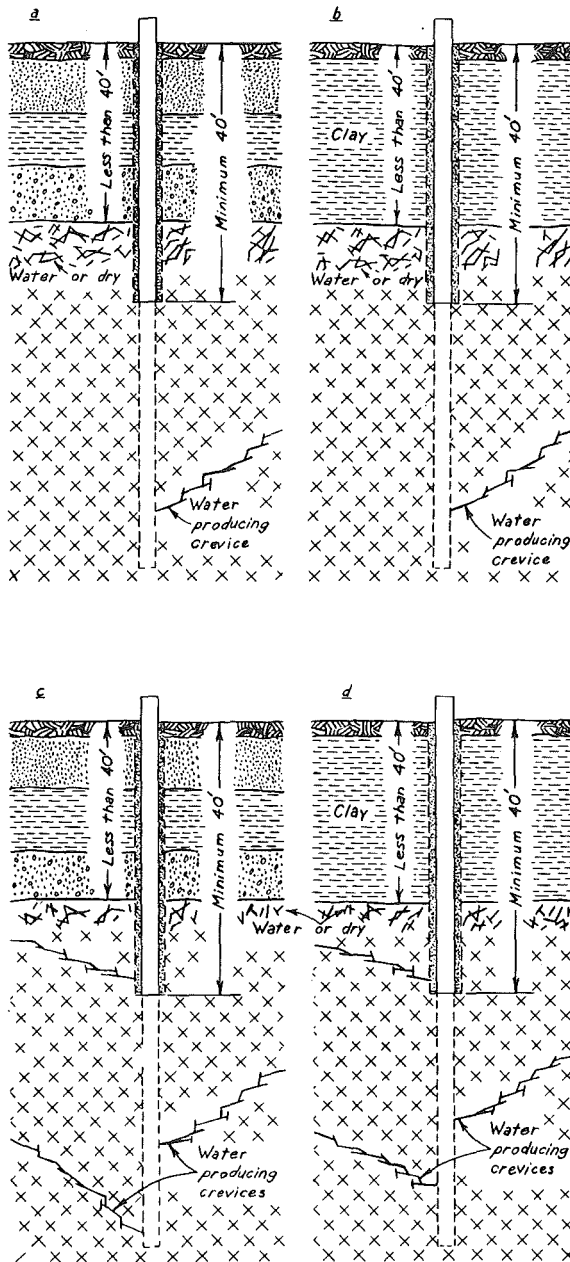 a
Less than 40'
Minimum 40'
Water or dry
Water
producing
crevice
b
Clay
Less than 40'
Minimum 40'
Water or dry
Water
producing
crevice
c
Less than 40'
Minimum 40'
Water or dry
Water
producing
crevices
d
Clay
Less than 40'
Minimum 40'
Water
producing
crevices